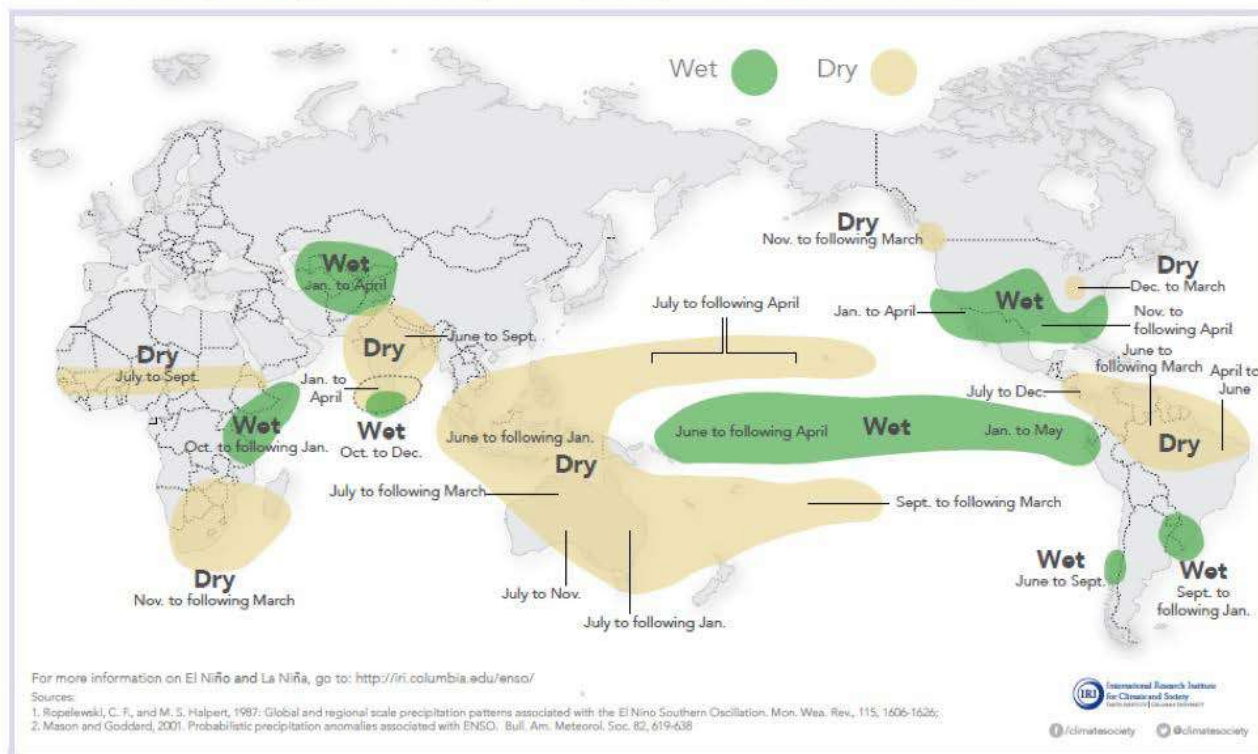 Wet
Dry
Dry
Nov. to following March
Wet
Jan. to April
Dry
Dec. to March
July to following April
Jan. to April
Wet
Nov. to
following April
June to Sept.
Dry
Dry
July to Sept.
June to
following March
April to
June
Jan. to
April
July to Dec.
Wet
Oct. to following Jan.
Wet
Oct. to Dec.
June to following Jan.
Dry
June to following April
Wet
Jan. to May
Dry
July to following March
Sept. to following March
Dry
Nov. to following March
July to Nov.
July to following Jan.
Wet
June to Sept.
Wet
Sept. to
following Jan.
For more information on El Niño and La Niña, go to: http://iri.columbia.edu/enso/
Sources:
1. Ropelewski, C. F., and M. S. Halpert, 1987: Global and regional scale precipitation patterns associated with the El Nino Southern Oscillation. Mon. Wea. Rev., 115, 1606-1626;
2. Mason and Goddard, 2001. Probabilistic precipitation anomalies associated with ENSO. Bull. Am. Meteorol. Soc. 82, 619-638
IRI
International Research Institute
for Climate and Society
EARTH INSTITUTE | COLUMBIA UNIVERSITY
/climatesociety
@climatesociety